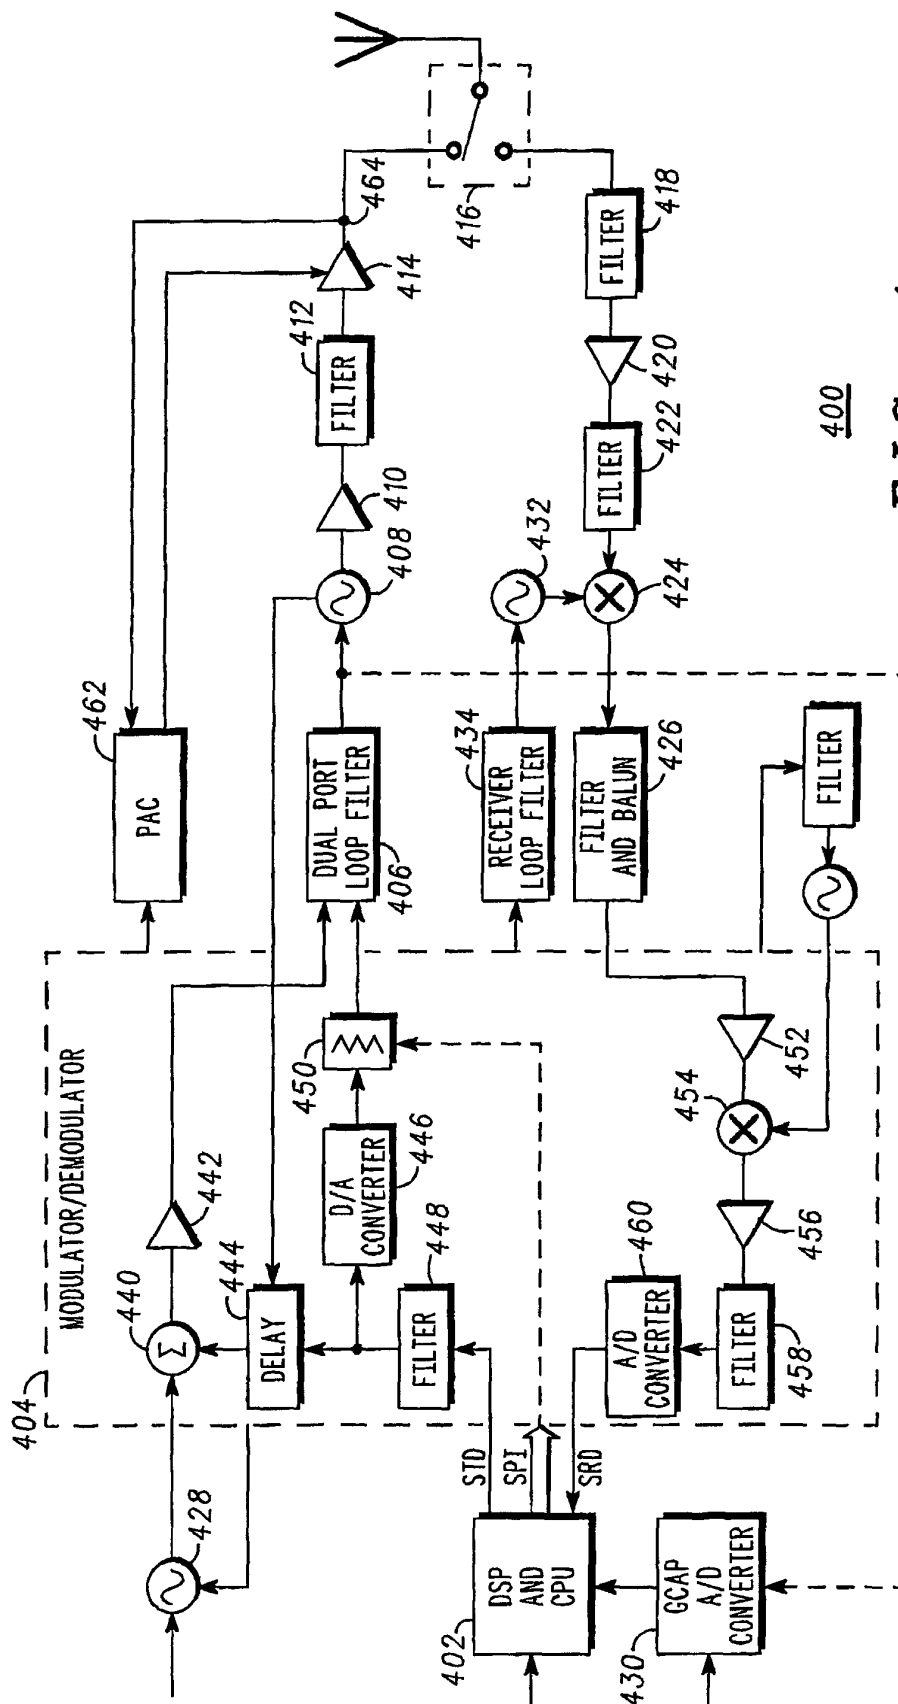 404
MODULATOR/DEMODULATOR
428
440
Σ
442
444
DELAY
PAC
462
464
448
FILTER
D/A
CONVERTER
446
450
DUAL PORT
LOOP FILTER
406
408
410
412
FILTER
414
416
STD
SPI
SRD
402
DSP
AND
CPU
430
GCAP
A/D
CONVERTER
460
A/D
CONVERTER
FILTER
458
456
454
452
434
RECEIVER
LOOP FILTER
432
FILTER
AND BALUN
426
424
FILTER
422
420
FILTER
418
FILTER
400